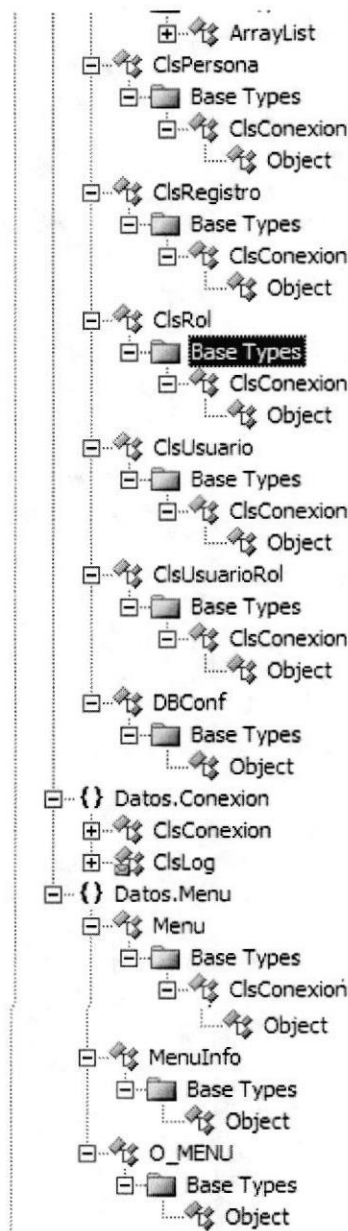 ArrayList
ClsPersona
Base Types
ClsConexion
Object
ClsRegistro
Base Types
ClsConexion
Object
ClsRol
Base Types
ClsConexion
Object
ClsUsuario
Base Types
ClsConexion
Object
ClsUsuarioRol
Base Types
ClsConexion
Object
DBConf
Base Types
Object
{} Datos.Conexion
ClsConexion
ClsLog
{} Datos.Menu
Menu
Base Types
ClsConexion
Object
MenuInfo
Base Types
Object
O_MENU
Base Types
Object